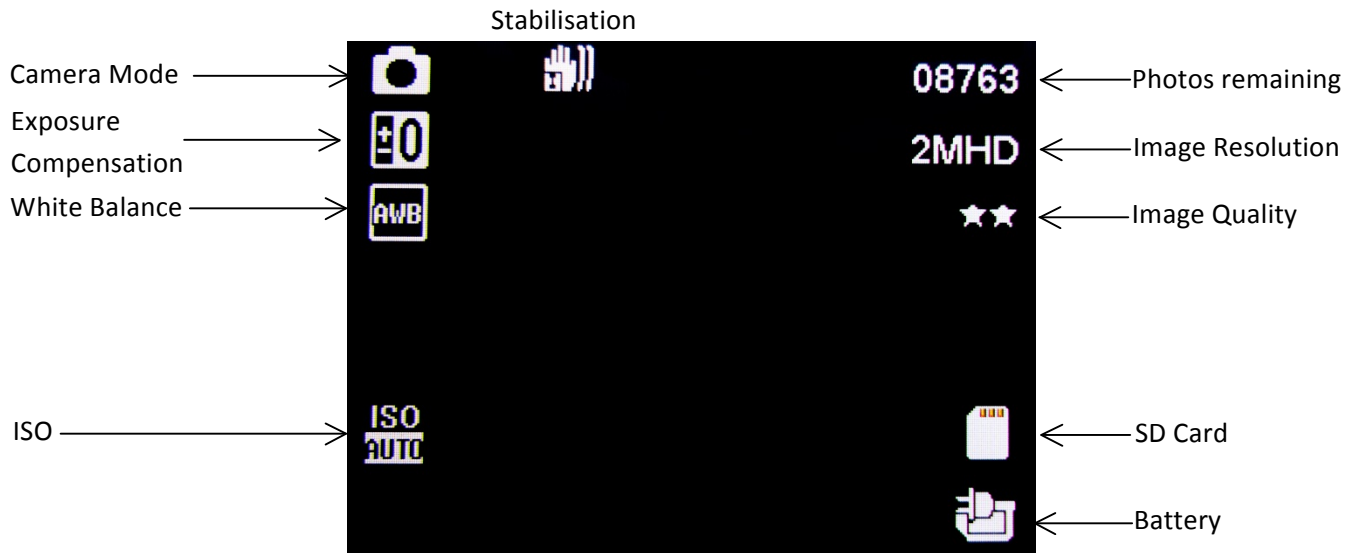 Stabilisation
Camera Mode
08763
Photos remaining
Exposure
Compensation
±0
2MHD
Image Resolution
White Balance
AWB
★★
Image Quality
ISO
ISO
AUTO
SD Card
Battery